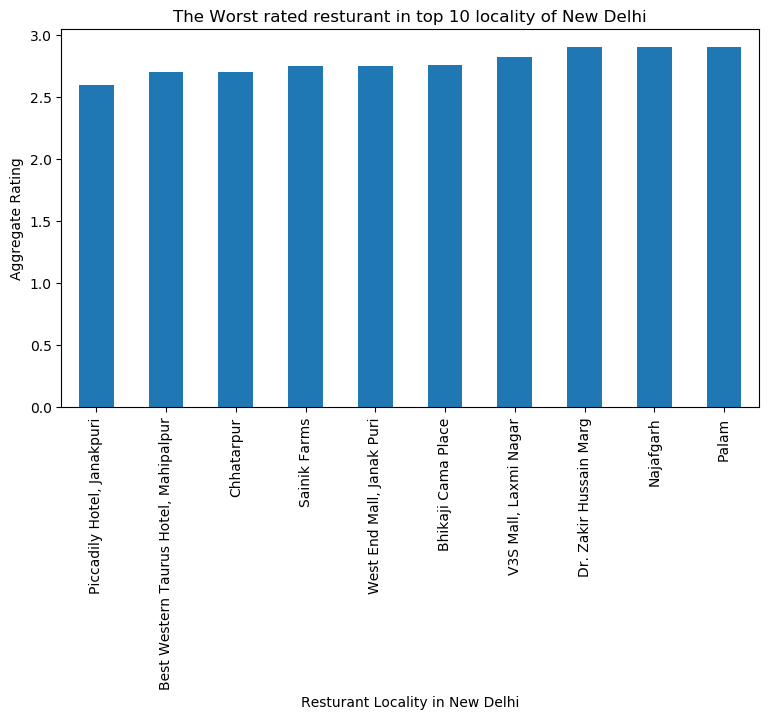 The Worst rated resturant in top 10 locality of New Delhi
Aggregate Rating
3.0
2.5
2.0
1.5
1.0
0.5
0.0
Piccadily Hotel, Janakpuri
Best Western Taurus Hotel, Mahipalpur
Chhatarpur
Sainik Farms
West End Mall, Janak Puri
Bhikaji Cama Place
V3S Mall, Laxmi Nagar
Dr. Zakir Hussain Marg
Najafgarh
Palam
Resturant Locality in New Delhi